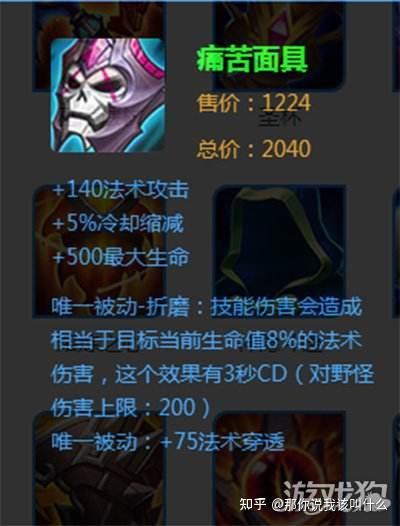 痛苦面具
售价：1224
圣杯
总价：2040
+140法术攻击
+5%冷却缩减
+500最大生命
唯一被动-折磨：技能伤害会造成
相当于目标当前生命值8%的法术
伤害，这个效果有3秒CD（对野怪
伤害上限：200）
唯一被动：+75法术穿透
游戏狗
知乎 @那你说我该叫什么